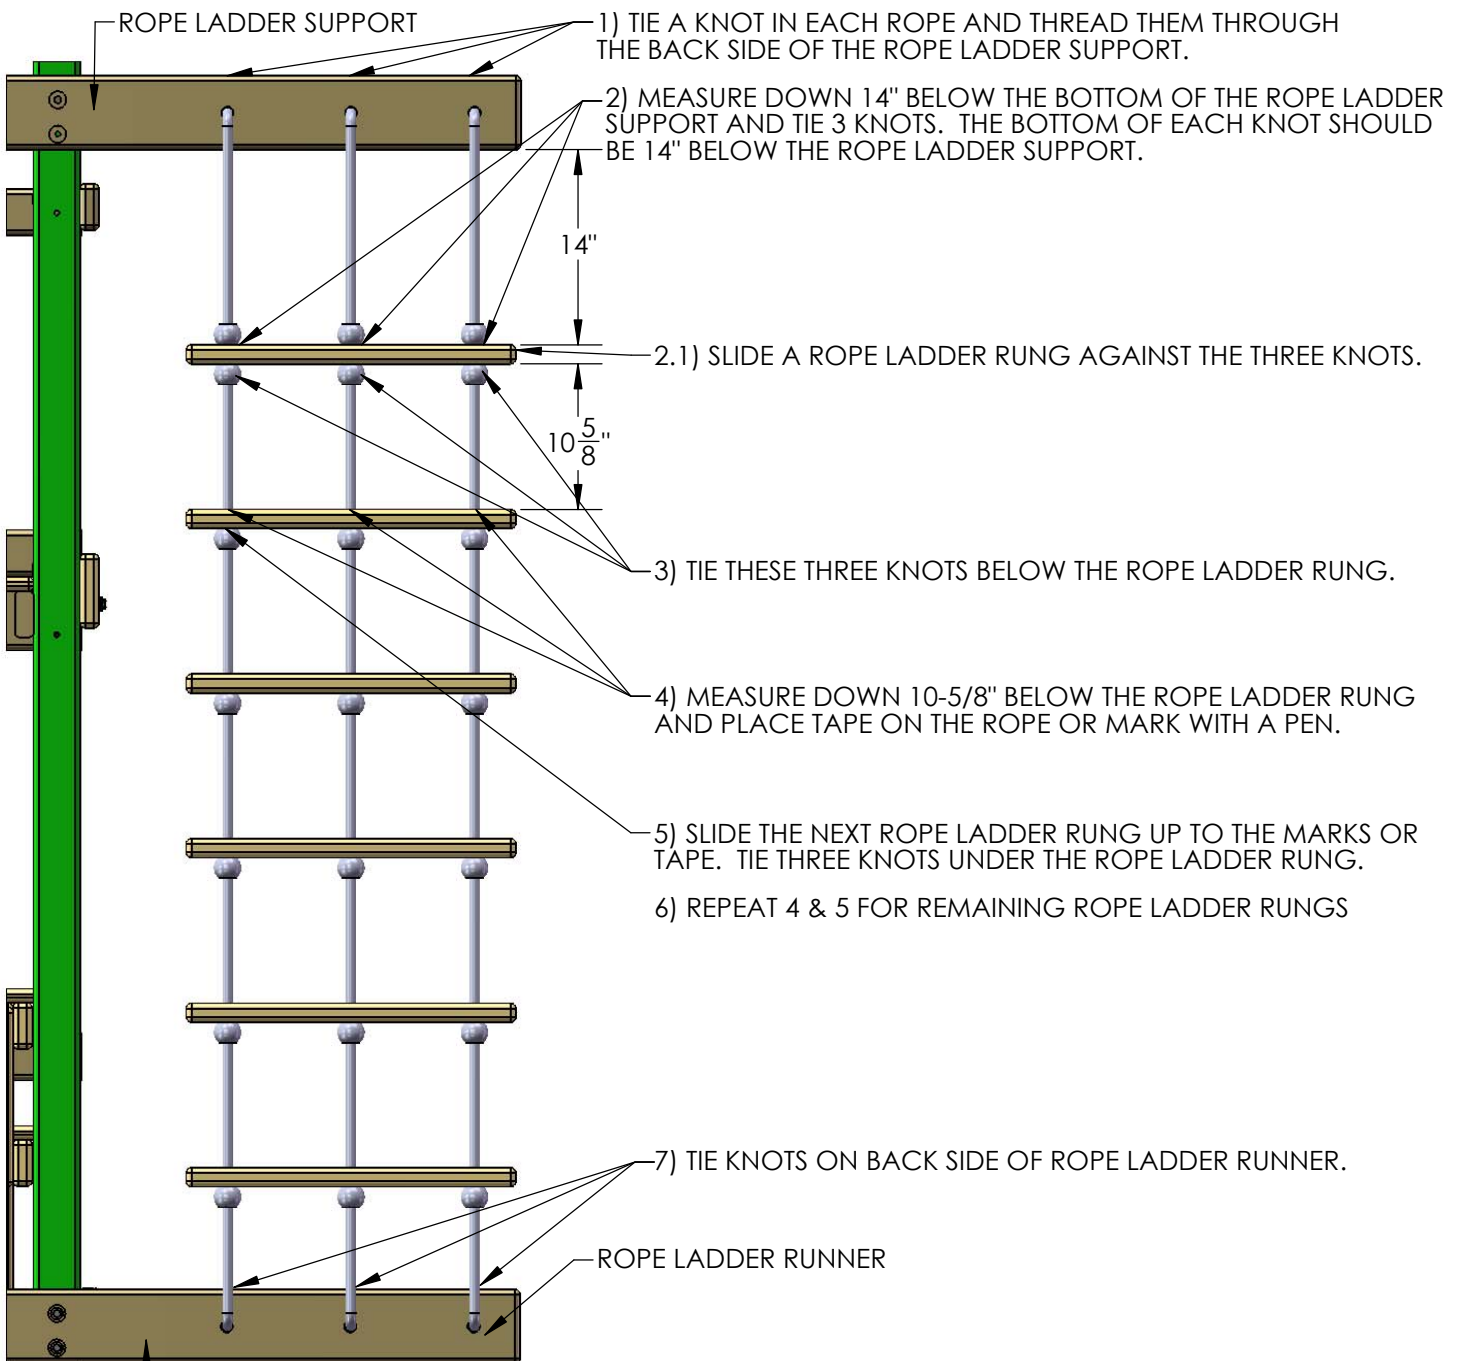 ROPE LADDER SUPPORT
1) TIE A KNOT IN EACH ROPE AND THREAD THEM THROUGH
THE BACK SIDE OF THE ROPE LADDER SUPPORT.
2) MEASURE DOWN 14" BELOW THE BOTTOM OF THE ROPE LADDER
SUPPORT AND TIE 3 KNOTS.  THE BOTTOM OF EACH KNOT SHOULD
BE 14" BELOW THE ROPE LADDER SUPPORT.
14"
2.1) SLIDE A ROPE LADDER RUNG AGAINST THE THREE KNOTS.
10 5/8"
3) TIE THESE THREE KNOTS BELOW THE ROPE LADDER RUNG.
4) MEASURE DOWN 10-5/8" BELOW THE ROPE LADDER RUNG
AND PLACE TAPE ON THE ROPE OR MARK WITH A PEN.
5) SLIDE THE NEXT ROPE LADDER RUNG UP TO THE MARKS OR
TAPE.  TIE THREE KNOTS UNDER THE ROPE LADDER RUNG.
6) REPEAT 4 & 5 FOR REMAINING ROPE LADDER RUNGS
7) TIE KNOTS ON BACK SIDE OF ROPE LADDER RUNNER.
ROPE LADDER RUNNER